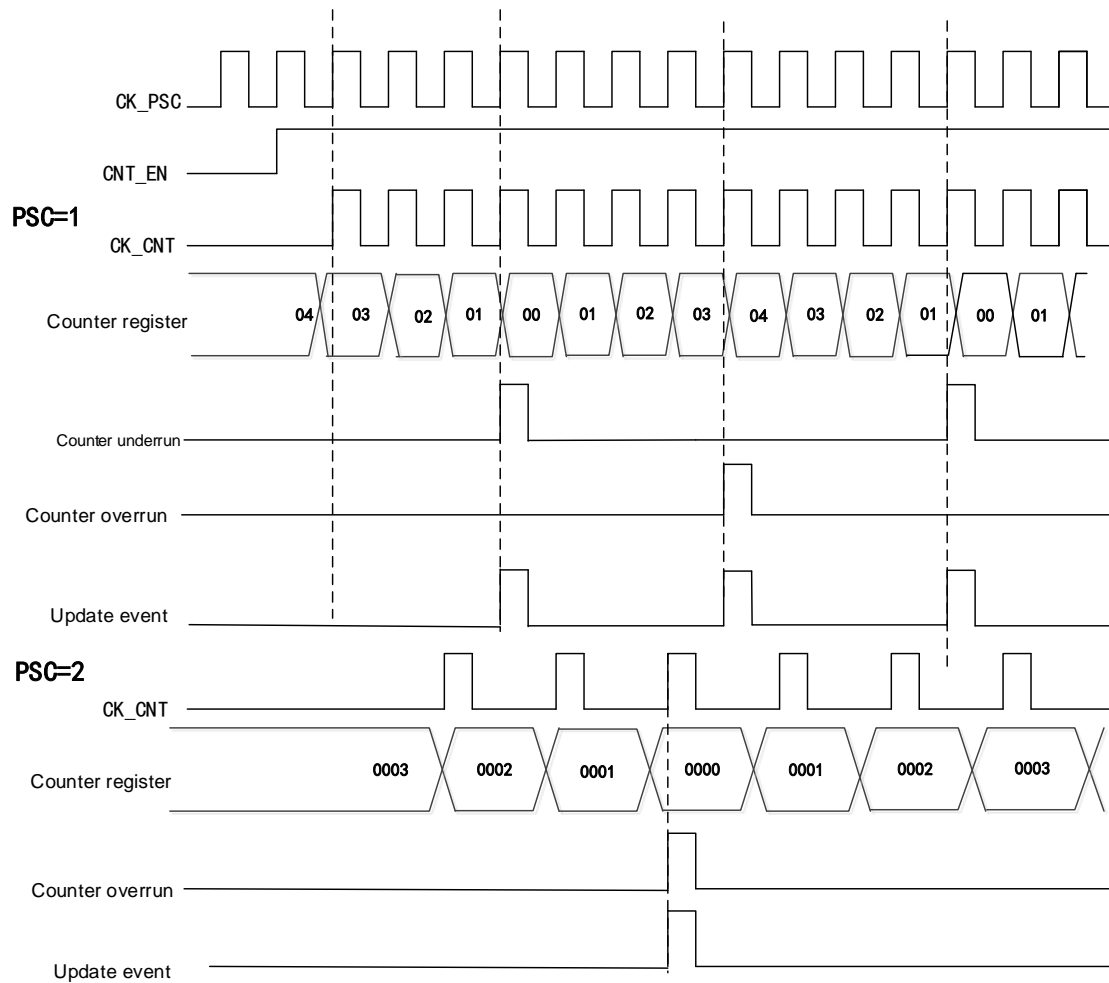 CK_PSC
CNT_EN
PSC=1
CK_CNT
Counter register 04 03 02 01 00 01 02 03 04 03 02 01 00 01
Counter underrun
Counter overrun
Update event
PSC=2
CK_CNT
Counter register 0003 0002 0001 0000 0001 0002 0003
Counter overrun
Update event